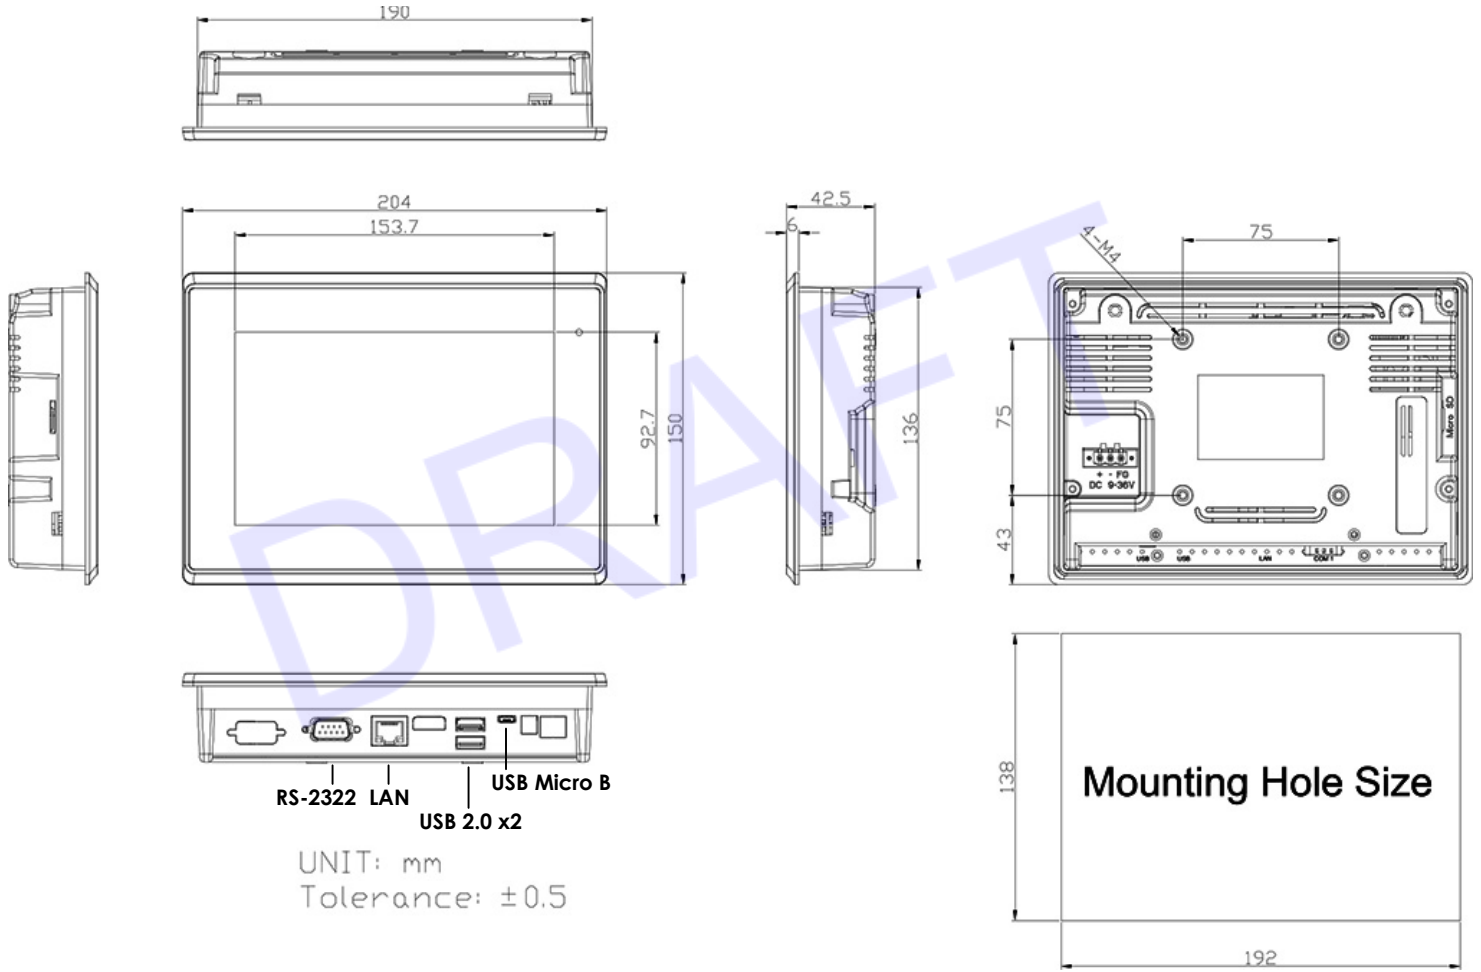 190
204
153.7
42.5
6
75
4-M4
92.7
150
136
75
43
+ - FG
DC 9-36V
Micro SD
USB
USB
LAN
COM 1
RS-2322
LAN
USB 2.0 x2
USB Micro B
UNIT: mm
Tolerance: ±0.5
138
Mounting Hole Size
192
DRAFT